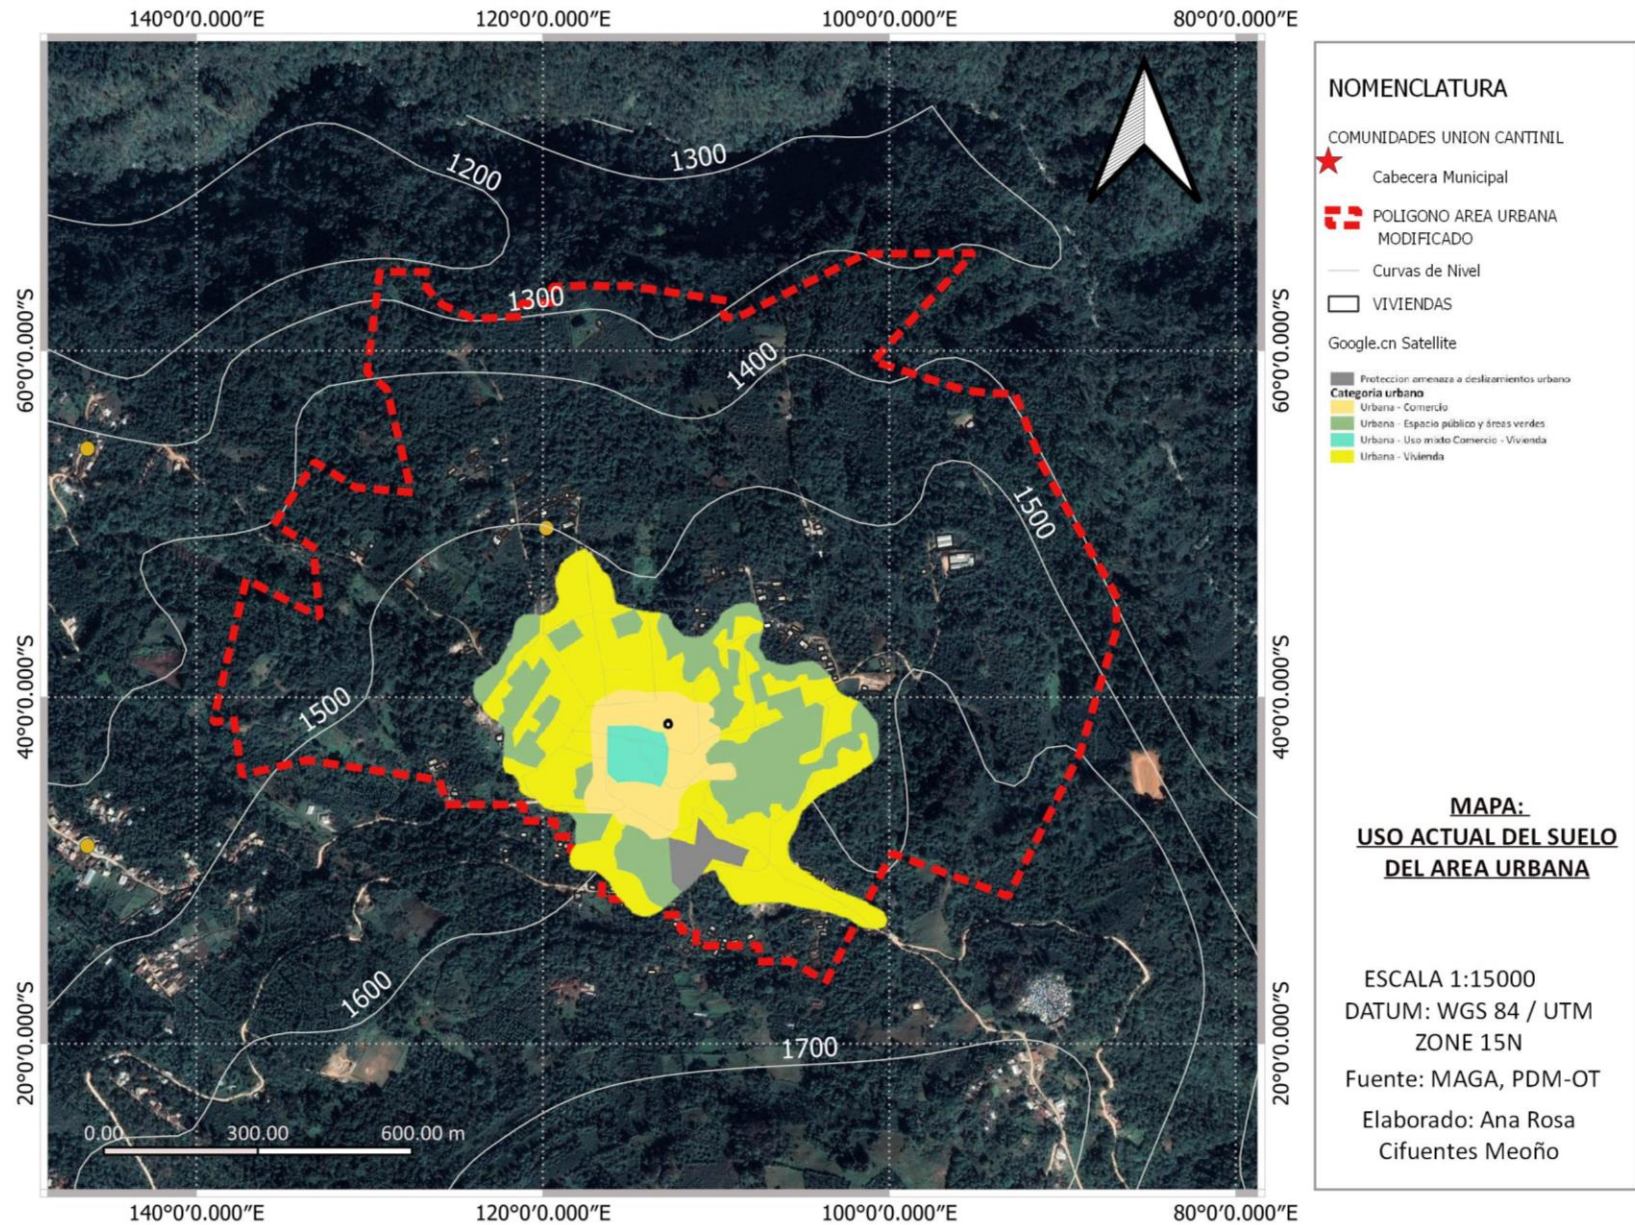 140°0′0.000″E 120°0′0.000″E 100°0′0.000″E 80°0′0.000″E
1200
1300
1300
1400
1500
1500
1600
1700
60°0′0.000″S
40°0′0.000″S
20°0′0.000″S
60°0′0.000″S
40°0′0.000″S
20°0′0.000″S
0.00 300.00 600.00 m
140°0′0.000″E 120°0′0.000″E 100°0′0.000″E 80°0′0.000″E
NOMENCLATURA
COMUNIDADES UNION CANTINIL
Cabecera Municipal
POLIGONO AREA URBANA
MODIFICADO
Curvas de Nivel
VIVIENDAS
Google.cn Satellite
Proteccion amenaza a deslizamientos urbano
Categoria urbano
Urbana - Comercio
Urbana - Espacio público y áreas verdes
Urbana - Uso mixto Comercio - Vivienda
Urbana - Vivienda
MAPA:
USO ACTUAL DEL SUELO
DEL AREA URBANA
ESCALA 1:15000
DATUM: WGS 84 / UTM
ZONE 15N
Fuente: MAGA, PDM-OT
Elaborado: Ana Rosa
Cifuentes Meoño